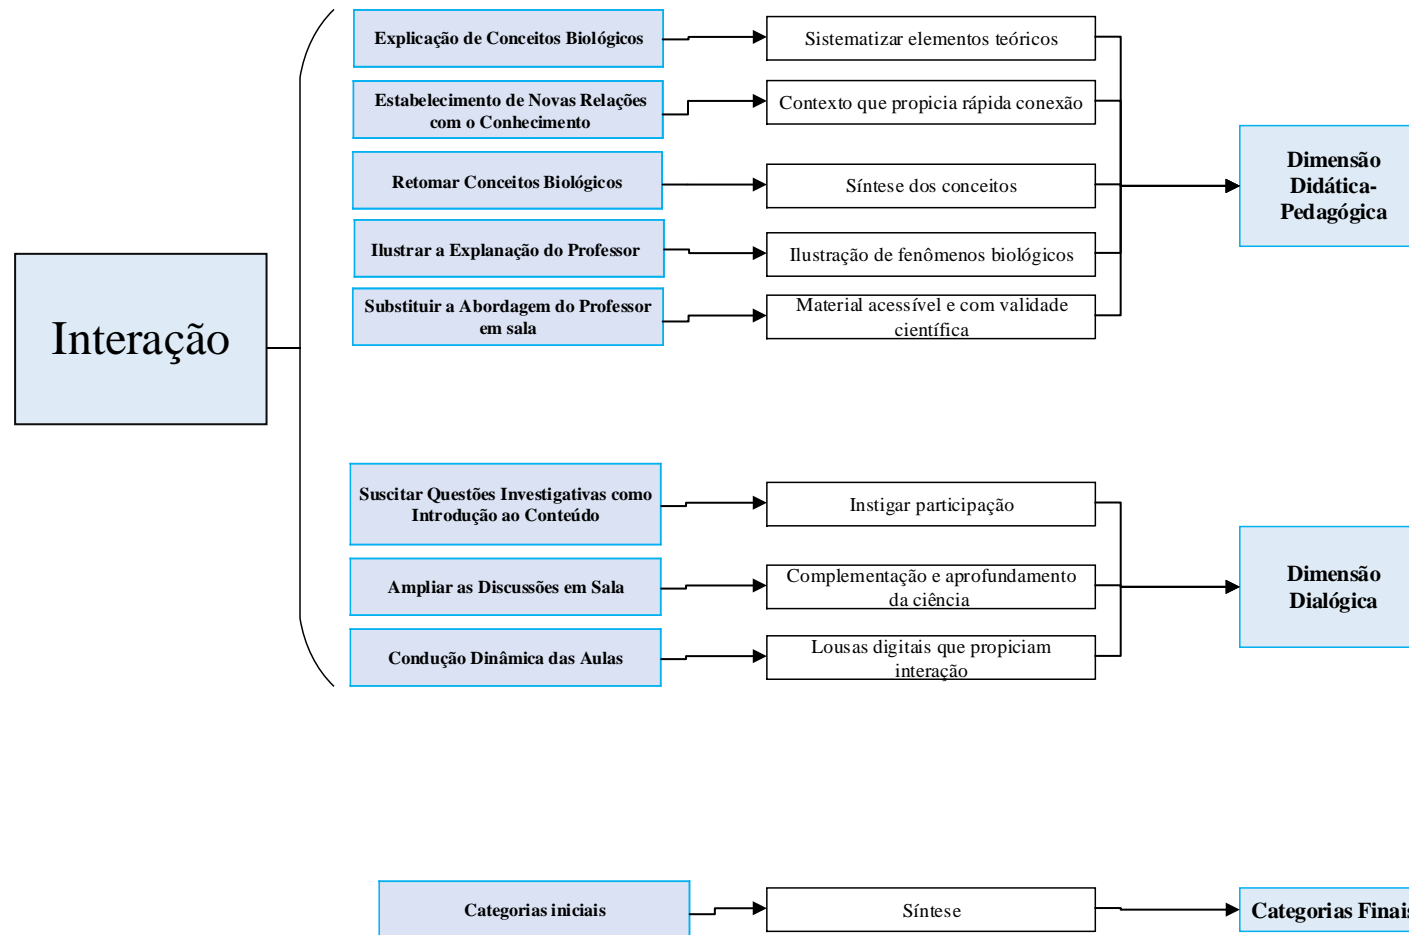 Explicação de Conceitos Biológicos
Sistematizar elementos teóricos
Estabelecimento de Novas Relações
com o Conhecimento
Contexto que propicia rápida conexão
Retomar Conceitos Biológicos
Síntese dos conceitos
Ilustrar a Explanação do Professor
Ilustração de fenômenos biológicos
Substituir a Abordagem do Professor
em sala
Material acessível e com validade
científica
Dimensão
Didática-
Pedagógica
Interação
Suscitar Questões Investigativas como
Introdução ao Conteúdo
Instigar participação
Ampliar as Discussões em Sala
Complementação e aprofundamento
da ciência
Condução Dinâmica das Aulas
Lousas digitais que propiciam
interação
Dimensão
Dialógica
Categorias iniciais
Síntese
Categorias Finais